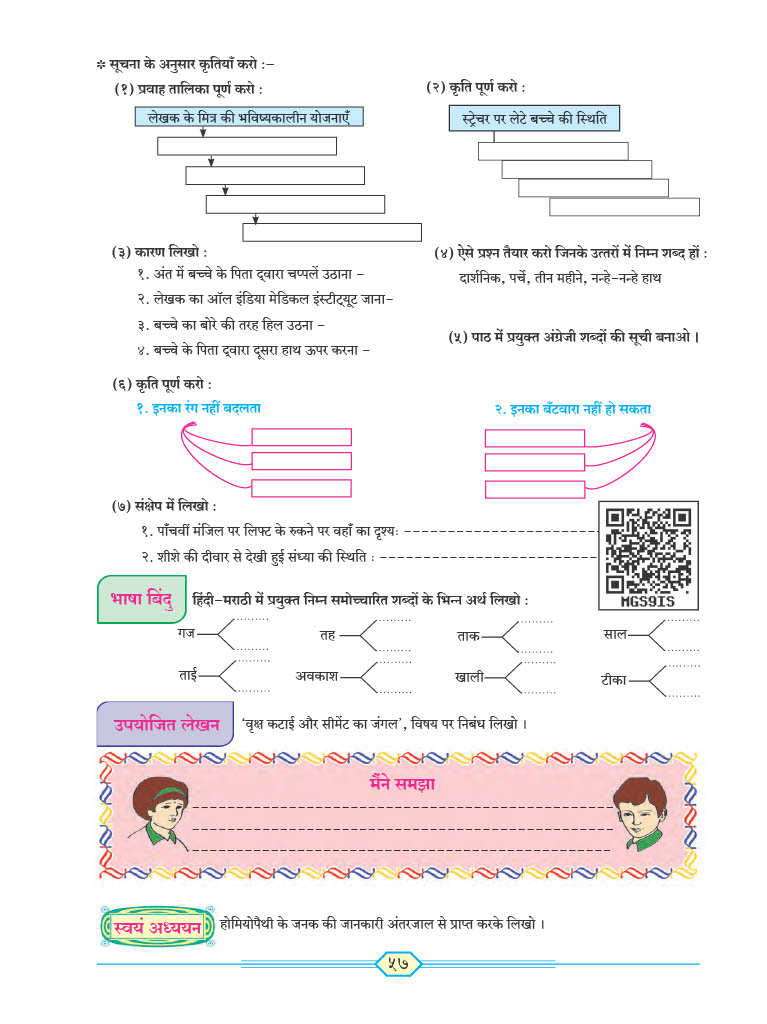 * सूचना के अनुसार कृतियाँ करो :-
(१) प्रवाह तालिका पूर्ण करो :
लेखक के मित्र की भविष्यकालीन योजनाएँ
(२) कृति पूर्ण करो :
स्ट्रेचर पर लेटे बच्चे की स्थिति
(३) कारण लिखो :
१. अंत में बच्चे के पिता द्वारा चप्पलें उठाना -
२. लेखक का ऑल इंडिया मेडिकल इंस्टीट्यूट जाना-
३. बच्चे का बोरे की तरह हिल उठना -
४. बच्चे के पिता द्वारा दूसरा हाथ ऊपर करना -
(४) ऐसे प्रश्न तैयार करो जिनके उत्तरों में निम्न शब्द हों :
दार्शनिक, पर्चे, तीन महीने, नन्हे-नन्हे हाथ
(५) पाठ में प्रयुक्त अंग्रेजी शब्दों की सूची बनाओ ।
(६) कृति पूर्ण करो :
१. इनका रंग नहीं बदलता
२. इनका बँटवारा नहीं हो सकता
(७) संक्षेप में लिखो :
१. पाँचवीं मंजिल पर लिफ्ट के रुकने पर वहाँ का दृश्यः
२. शीशे की दीवार से देखी हुई संध्या की स्थिति :
MGS9IS
भाषा बिंदु
हिंदी-मराठी में प्रयुक्त निम्न समोच्चारित शब्दों के भिन्न अर्थ लिखो :
गज तह ताक साल
ताई अवकाश खाली टीका
उपयोजित लेखन
'वृक्ष कटाई और सीमेंट का जंगल', विषय पर निबंध लिखो ।
मैंने समझा
स्वयं अध्ययन
होमियोपैथी के जनक की जानकारी अंतरजाल से प्राप्त करके लिखो ।
५७